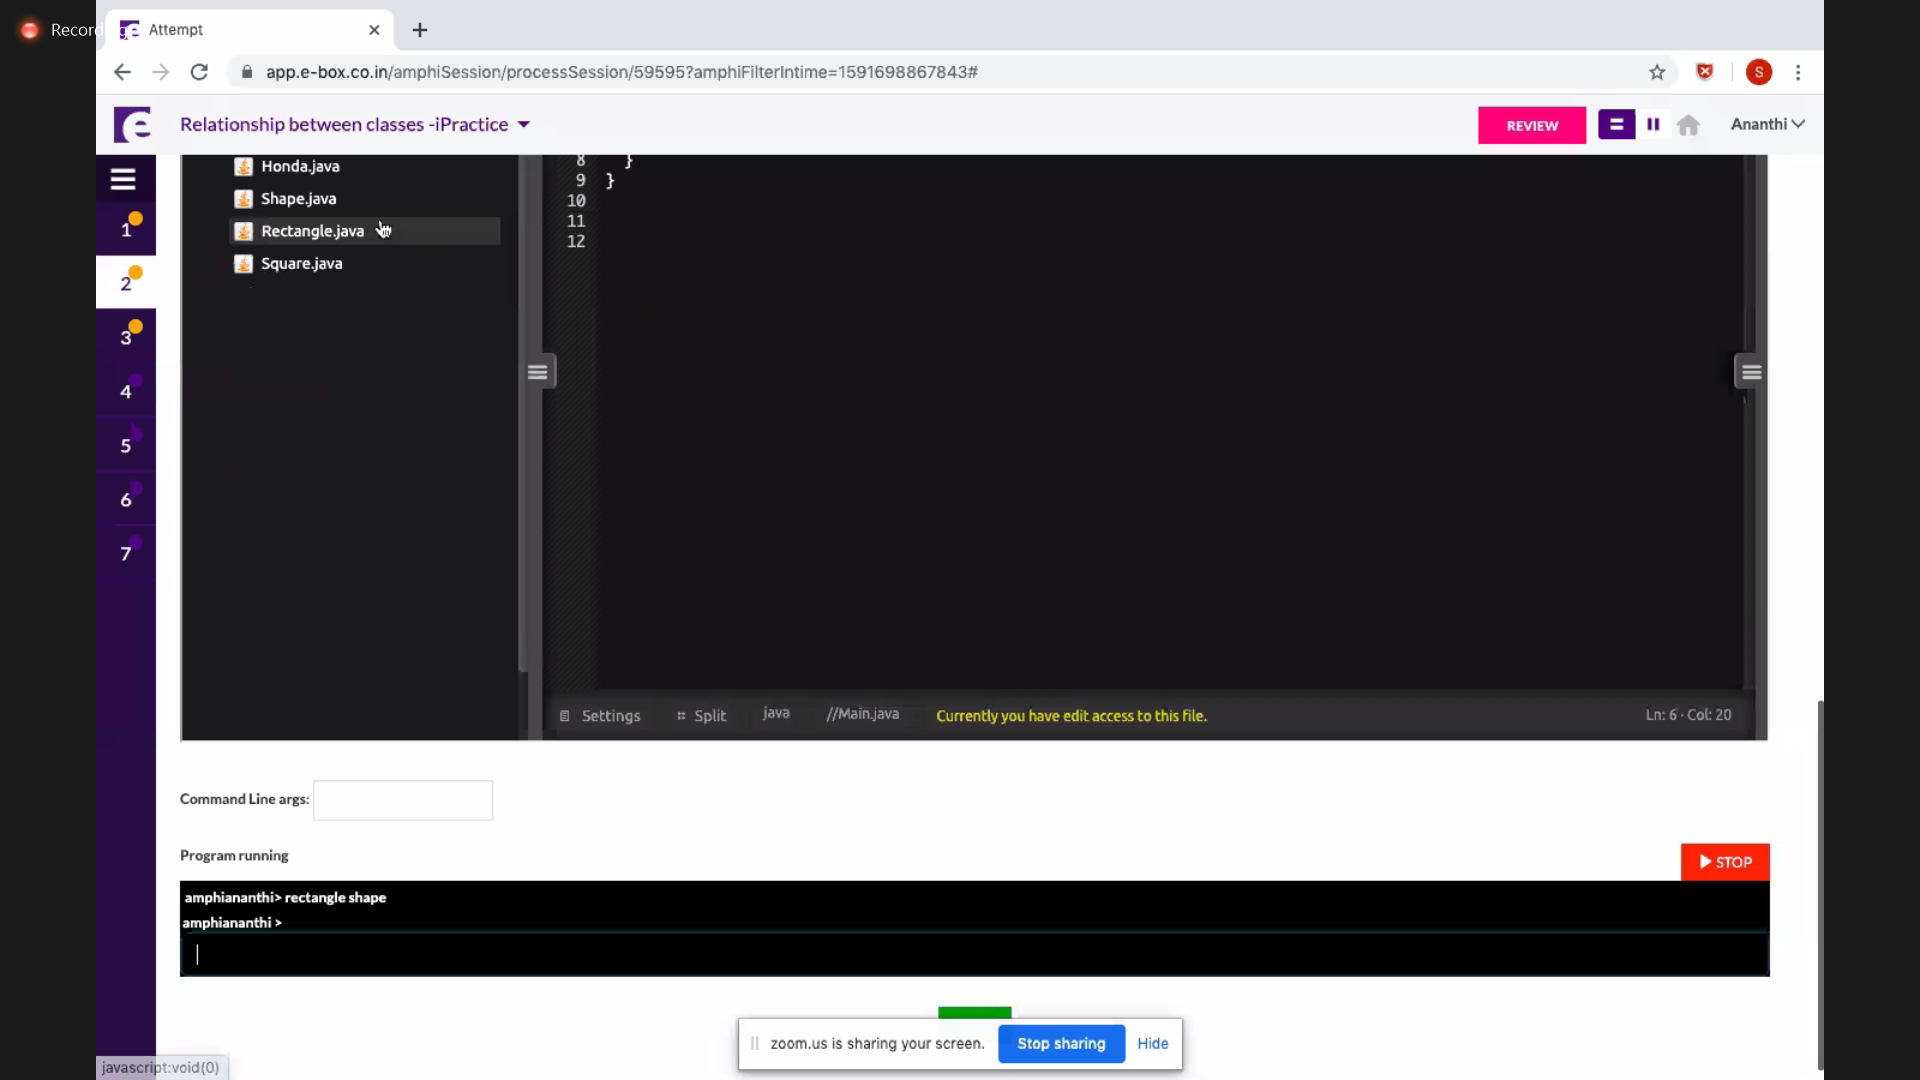 Record
Attempt
app.e-box.co.in/amphiSession/processSession/59595?amphiFilterIntime=1591698867843#
S
Relationship between classes -iPractice
REVIEW
Ananthi
Honda.java
Shape.java
Rectangle.java
Square.java
1
2
3
4
5
6
7
8 }
9 }
10
11
12
Settings
Split
java
//Main.java
Currently you have edit access to this file.
Ln: 6 · Col: 20
Command Line args:
Program running
STOP
amphiananthi> rectangle shape
amphiananthi >
zoom.us is sharing your screen.
Stop sharing
Hide
javascript:void(0)